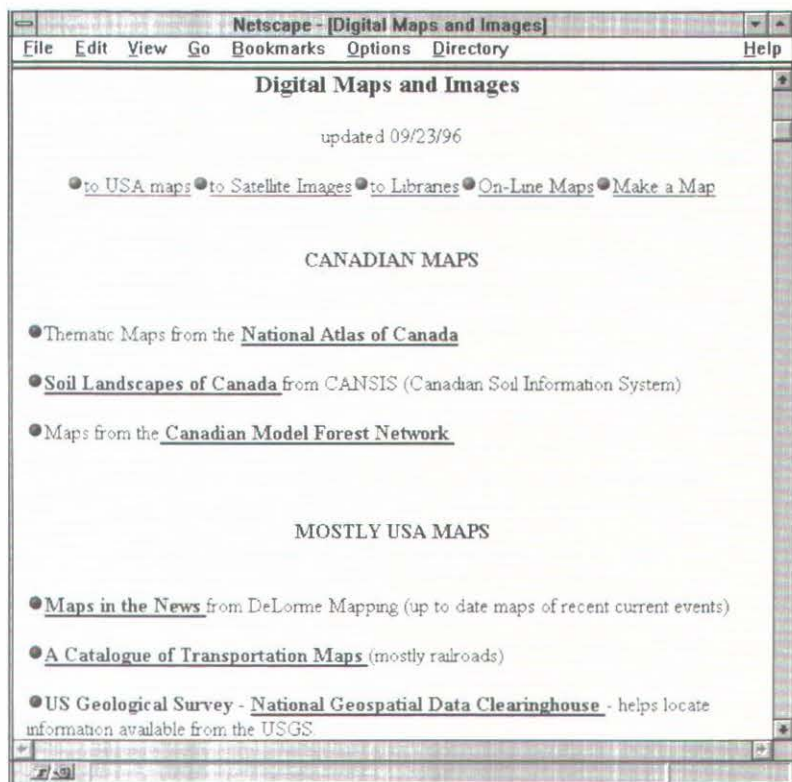 Netscape - [Digital Maps and Images]
File Edit View Go Bookmarks Options Directory Help
Digital Maps and Images
updated 09/23/96
to USA maps to Satellite Images to Libraries On-Line Maps Make a Map
CANADIAN MAPS
Thematic Maps from the National Atlas of Canada
Soil Landscapes of Canada from CANSIS (Canadian Soil Information System)
Maps from the Canadian Model Forest Network
MOSTLY USA MAPS
Maps in the News from DeLorme Mapping (up to date maps of recent current events)
A Catalogue of Transportation Maps (mostly railroads)
US Geological Survey - National Geospatial Data Clearinghouse - helps locate
information available from the USGS